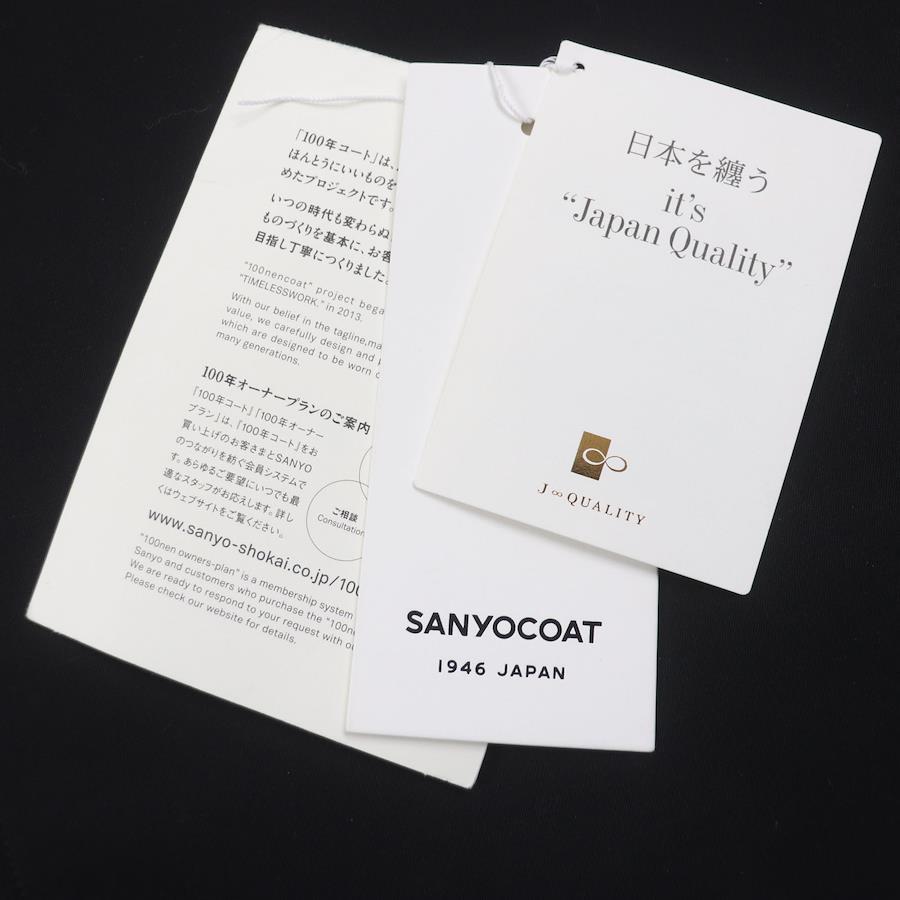 「100年コート」は、
ほんとうにいいものを
めたプロジェクトです。
いつの時代も変わらぬ
ものづくりを基本に、お客
目指し丁寧につくりました。
"100nencoat" project bega
"TIMELESSWORK." in 2013.
With our belief in the tagline,ma
value, we carefully design and
which are designed to be worn
many generations.
100年オーナープランのご案内
「100年コート」「100年オーナー
プラン」は、「100年コート」をお
買い上げのお客さまとSANYO
のつながりを紡ぐ会員システムで
す。あらゆるご要望にいつでも最
適なスタッフがお応えします。詳し
くはウェブサイトをご覧ください。
ご相談
Consultation
www.sanyo-shokai.co.jp/100
"100nen owners-plan" is a membership system
Sanyo and customers who purchase the "100ne
We are ready to respond to your request with
Please check our website for details.
SANYOCOAT
1946 JAPAN
日本を纏う
it's
"Japan Quality"
J∞QUALITY